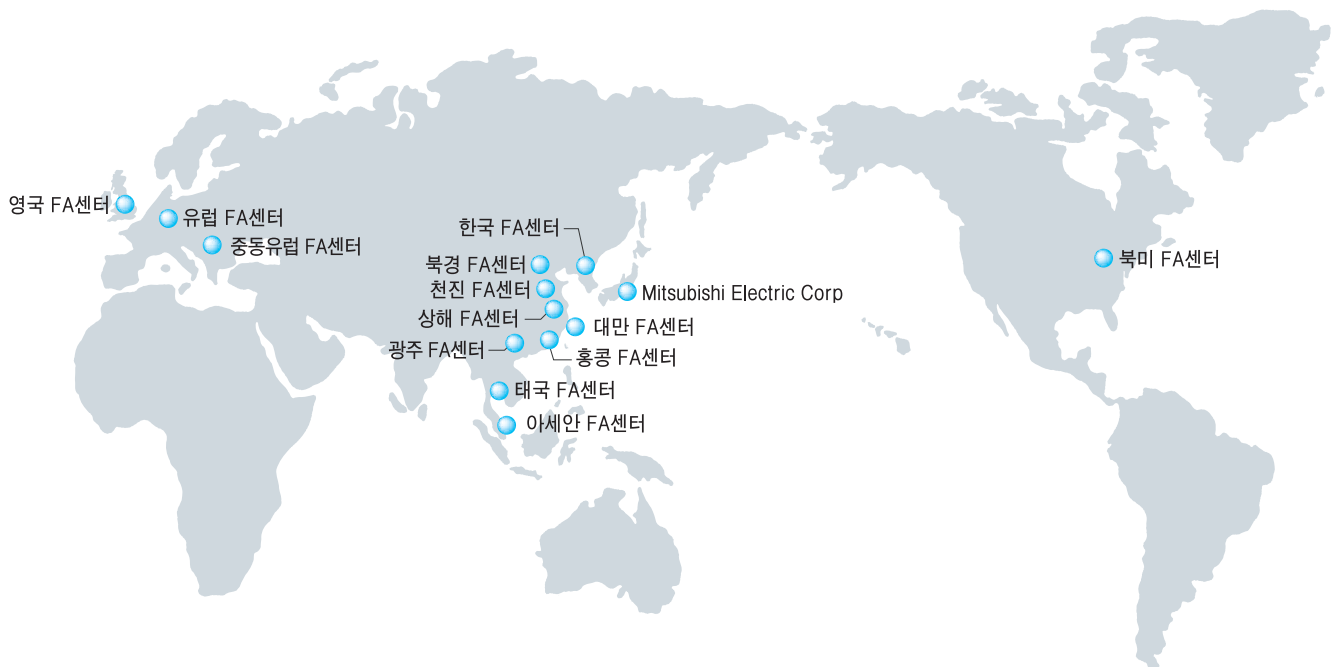 영국 FA센터
유럽 FA센터
중동유럽 FA센터
한국 FA센터
북경 FA센터
천진 FA센터
상해 FA센터
광주 FA센터
Mitsubishi Electric Corp
대만 FA센터
홍콩 FA센터
태국 FA센터
아세안 FA센터
북미 FA센터